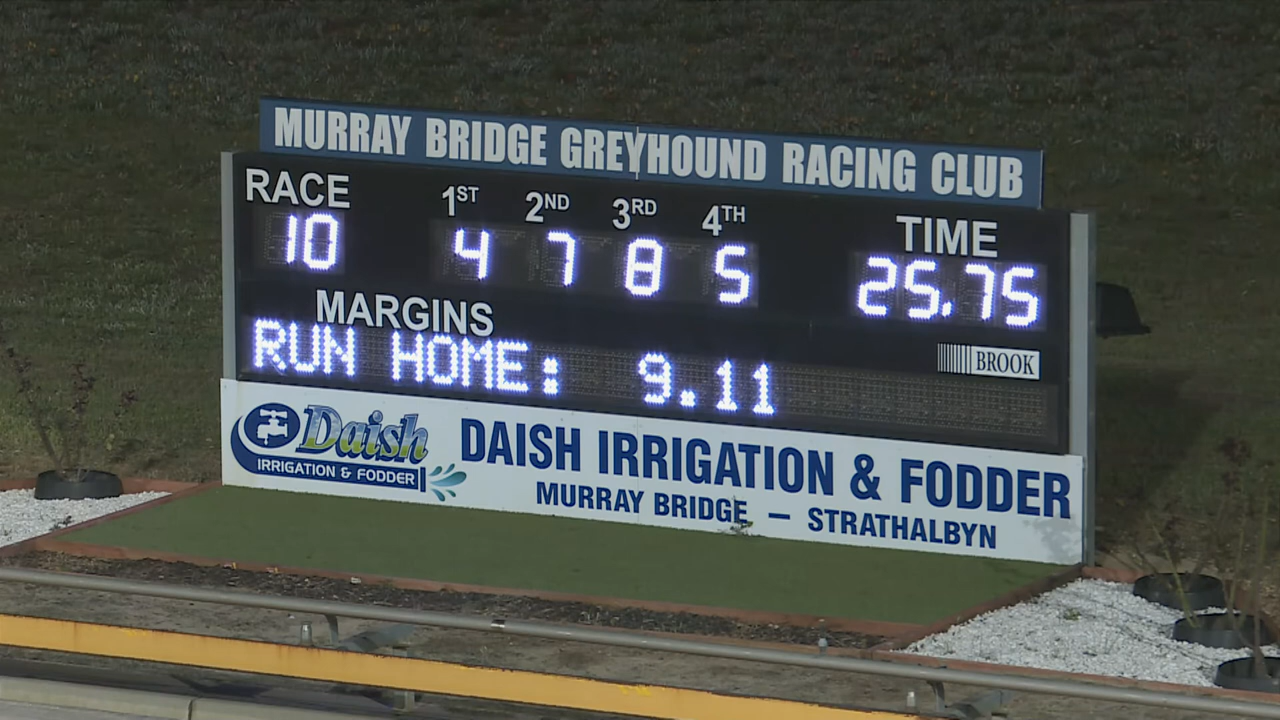 MURRAY BRIDGE GREYHOUND RACING CLUB
RACE 1ST 2ND 3RD 4TH TIME
10 4 7 8 5 25.75
MARGINS
RUN HOME: 9.11
BROOK
Daish
IRRIGATION & FODDER
DAISH IRRIGATION & FODDER
MURRAY BRIDGE – STRATHALBYN